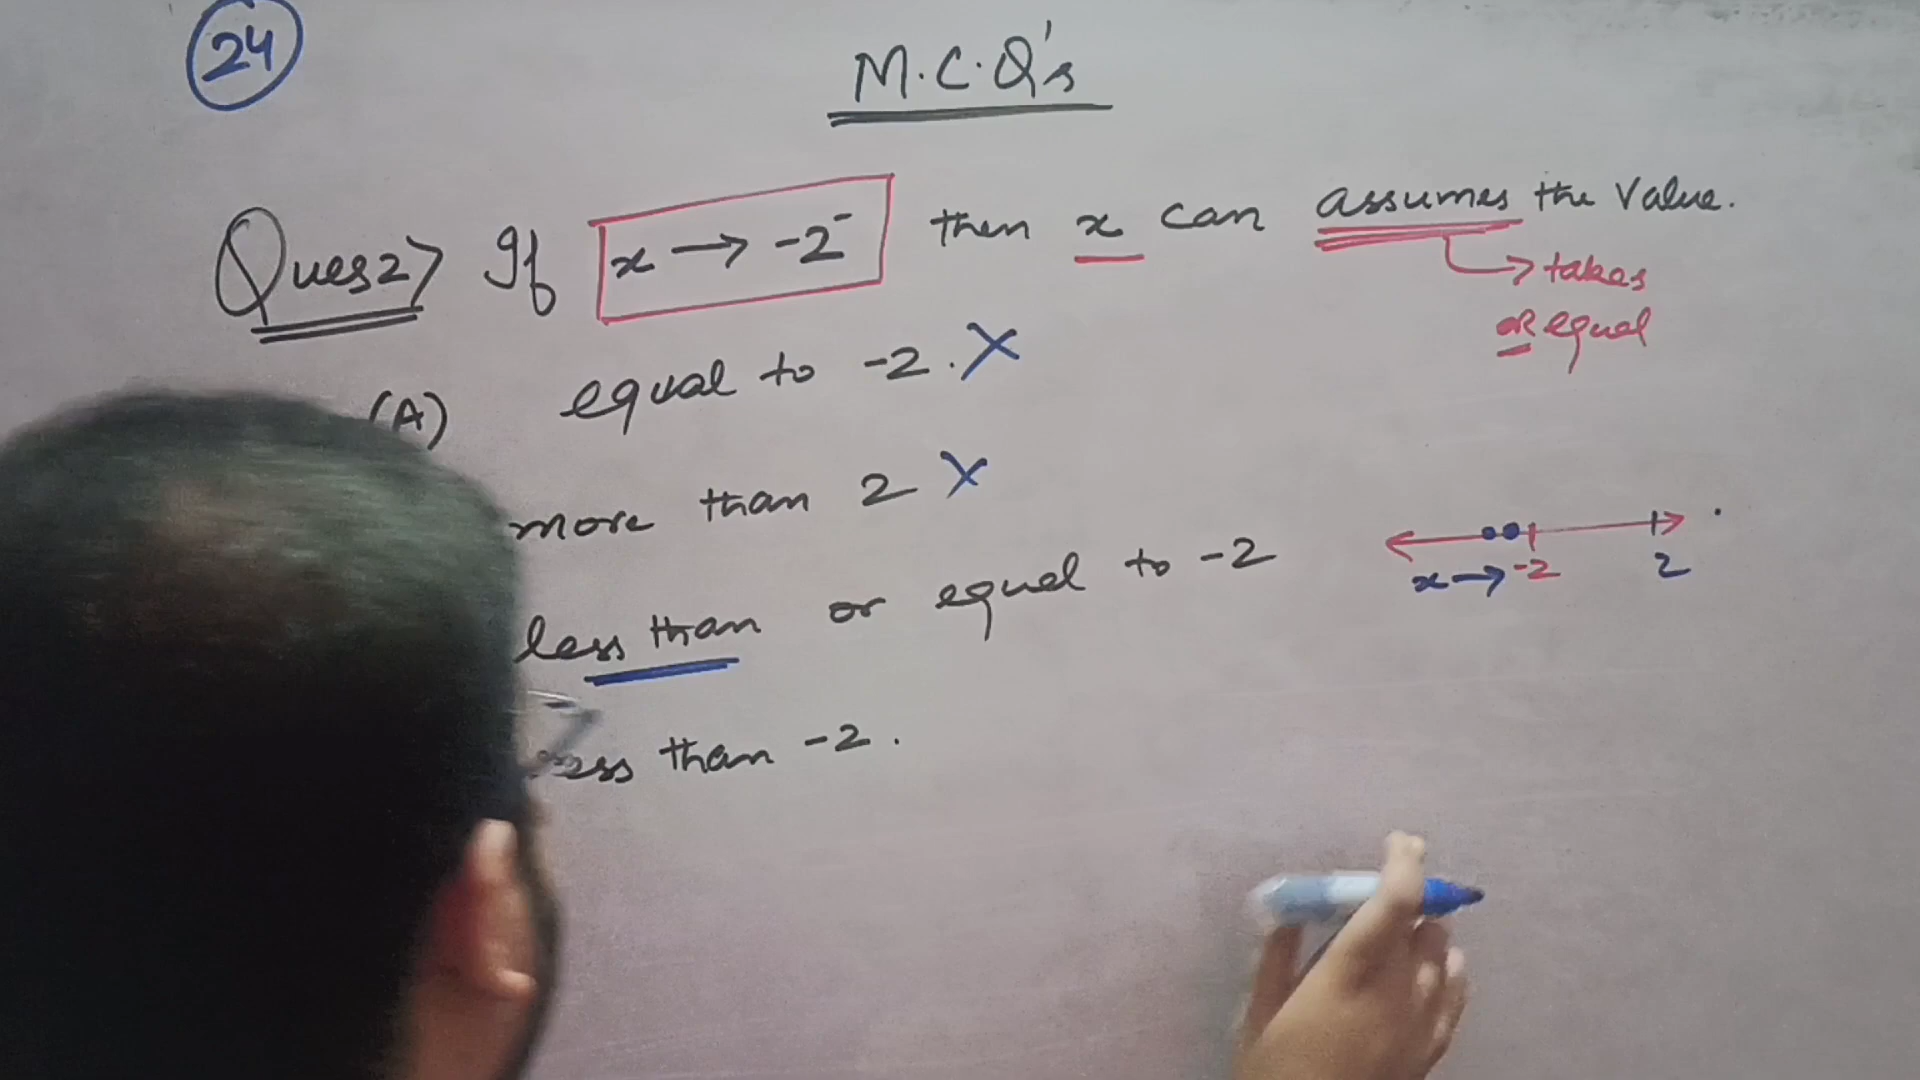 24
M.C.Q's
Ques2> If x → -2⁻ then x can assumes the value.
→ takes
or equal
(A) equal to -2. X
more than 2 X
less than or equal to -2
less than -2.
x → -2 2